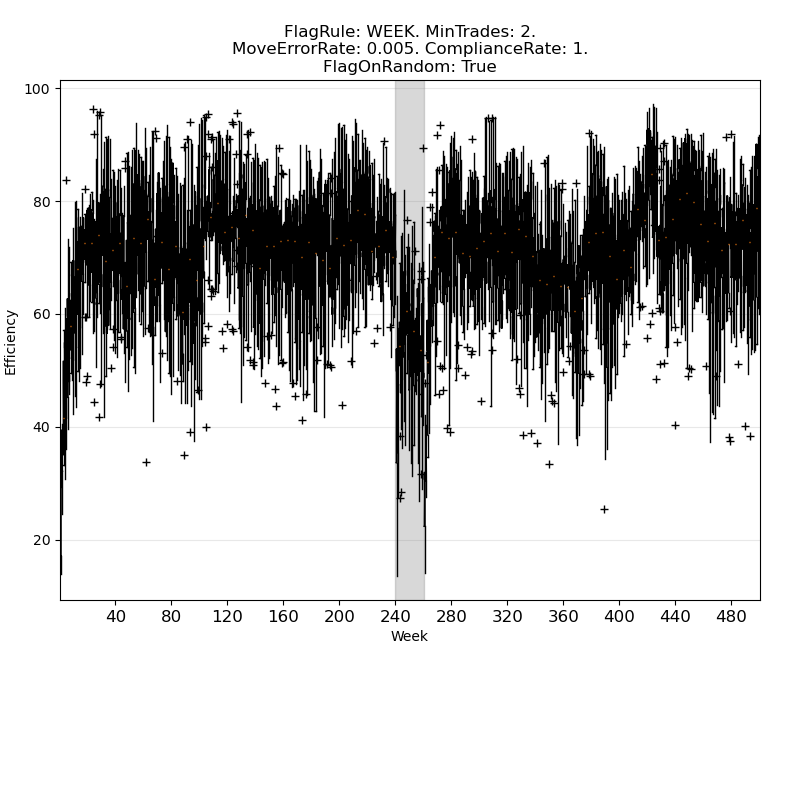 FlagRule: WEEK. MinTrades: 2.
MoveErrorRate: 0.005. ComplianceRate: 1.
FlagOnRandom: True
100
80
60
40
20
Efficiency
40 80 120 160 200 240 280 320 360 400 440 480
Week